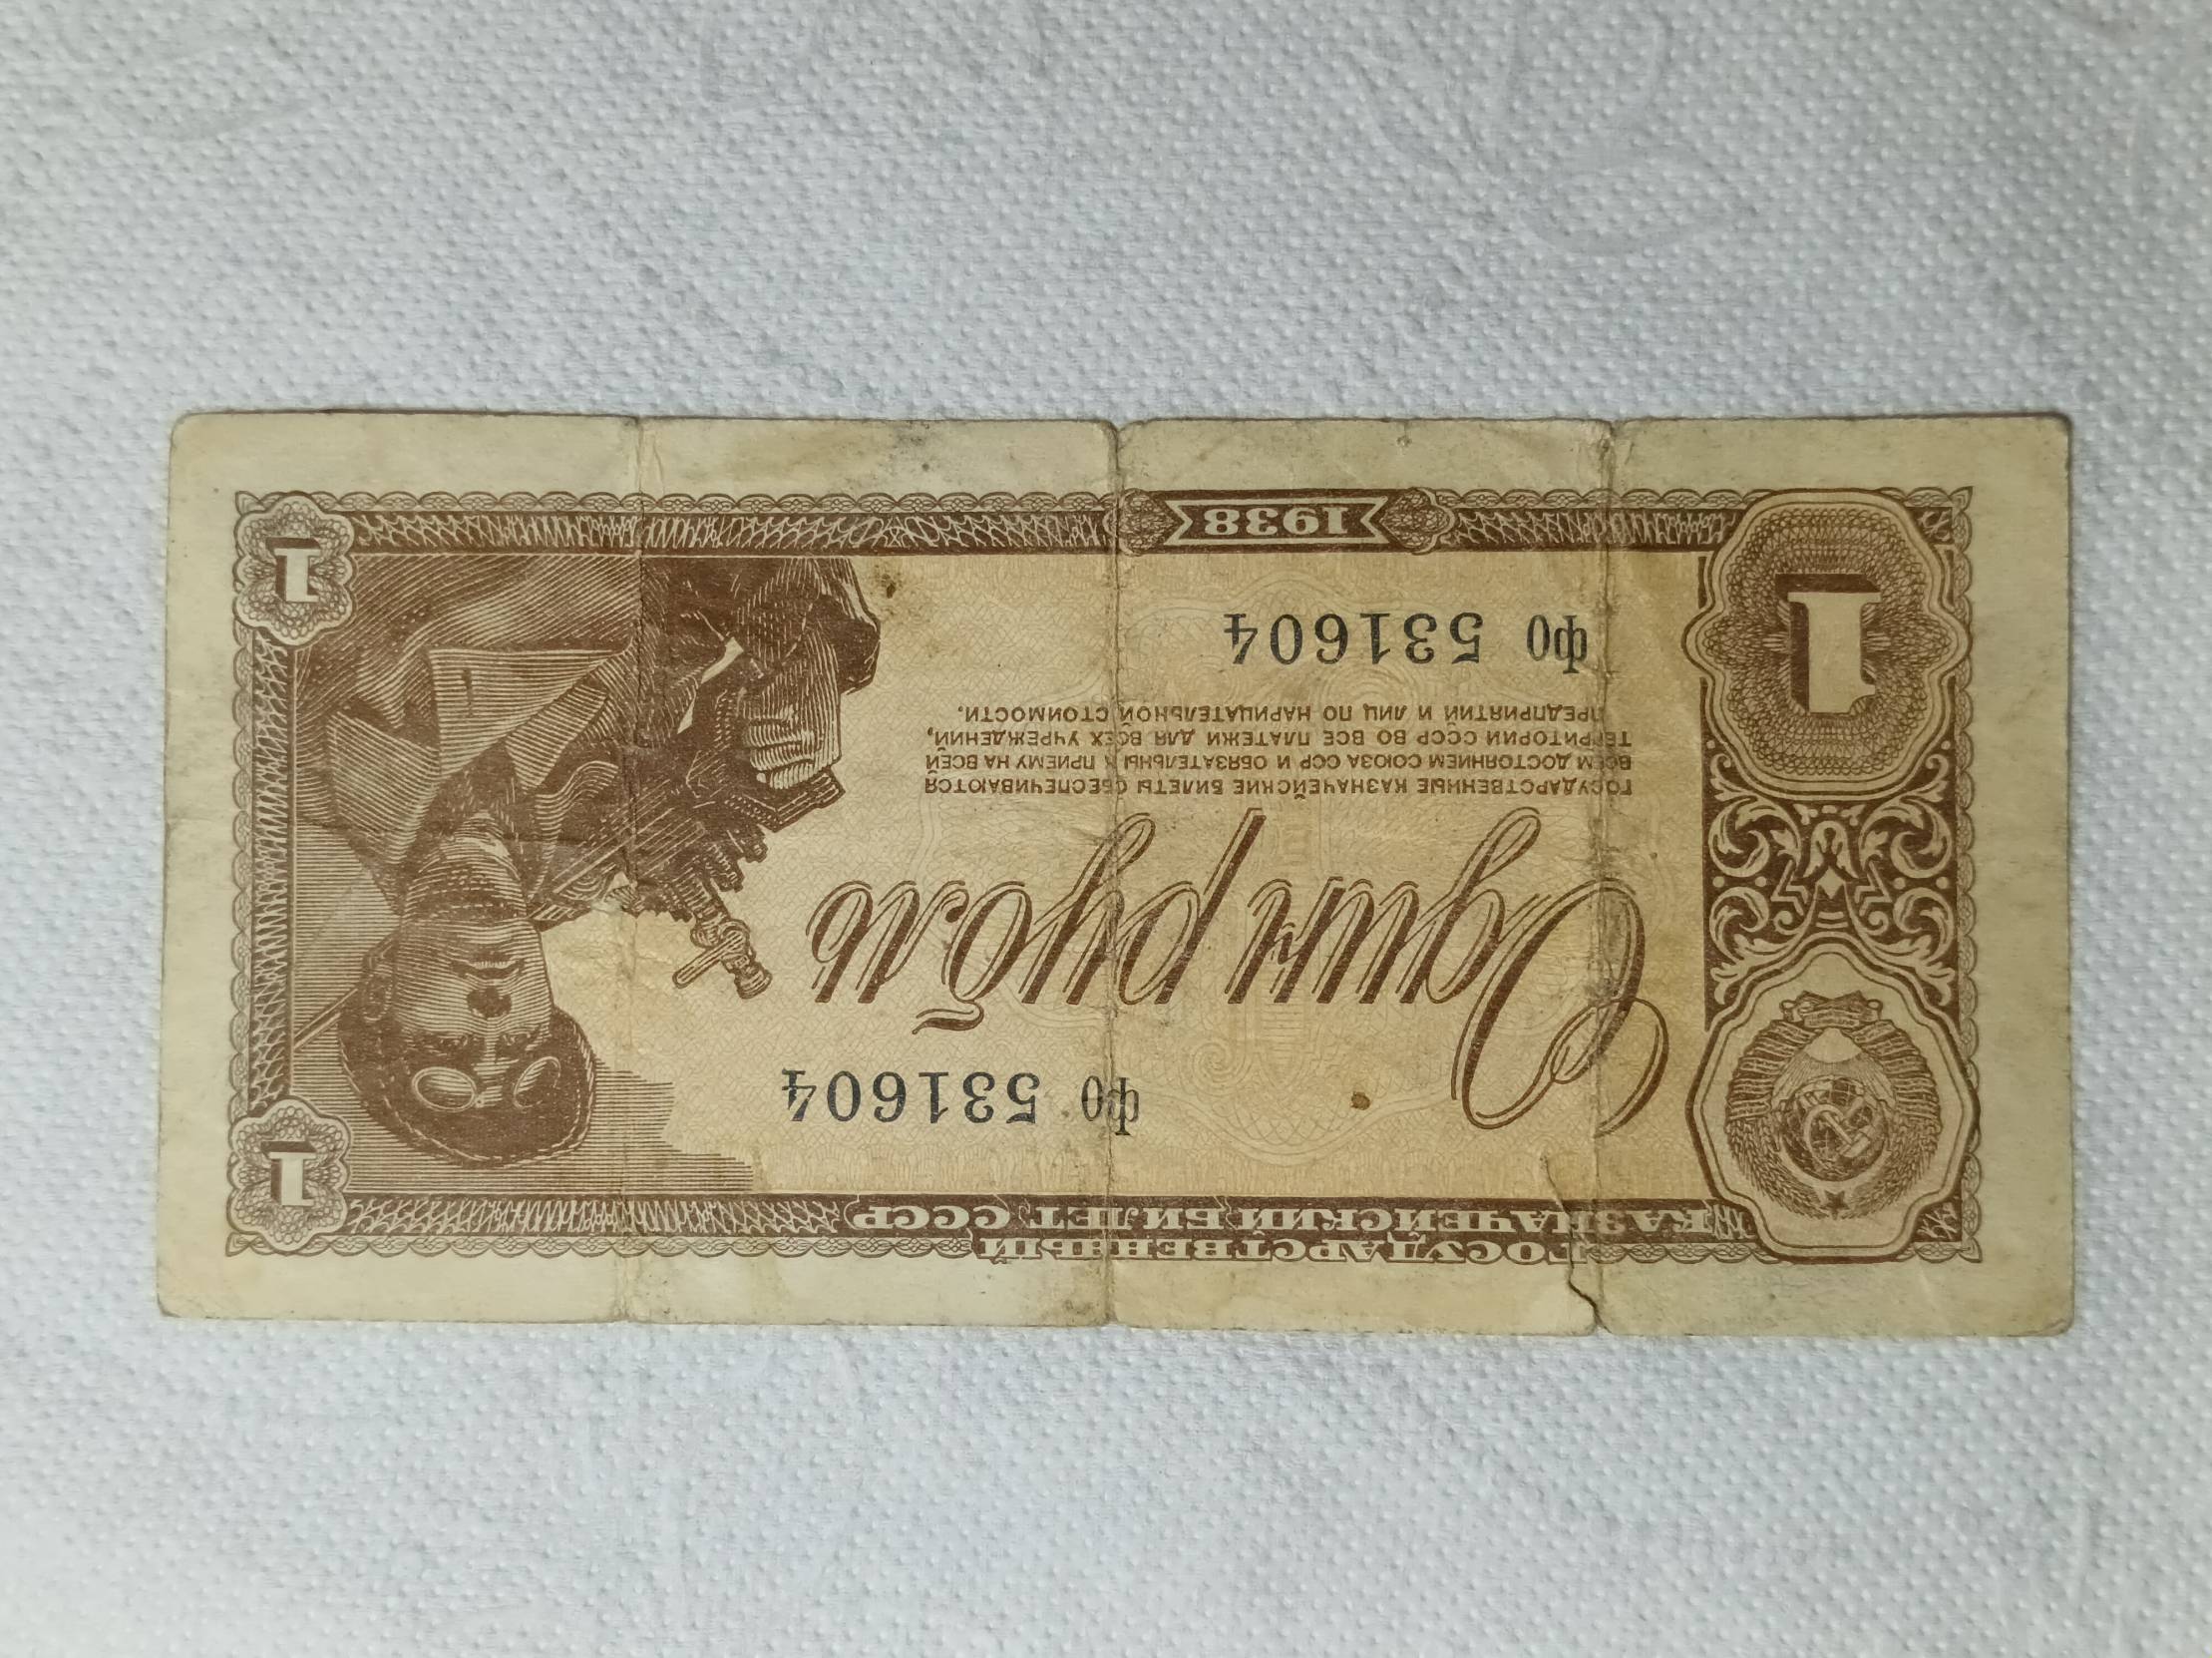 ГОСУДАРСТВЕННЫЙ
КАЗНАЧЕЙСКИЙ БИЛЕТ СССР
1
фо 531604
Один рубль
ГОСУДАРСТВЕННЫЕ КАЗНАЧЕЙСКИЕ БИЛЕТЫ ОБЕСПЕЧИВАЮТСЯ
ВСЕМ ДОСТОЯНИЕМ СОЮЗА ССР И ОБЯЗАТЕЛЬНЫ К ПРИЕМУ НА ВСЕЙ
ТЕРРИТОРИИ СССР ВО ВСЕ ПЛАТЕЖИ ДЛЯ ВСЕХ УЧРЕЖДЕНИЙ,
ПРЕДПРИЯТИЙ И ЛИЦ ПО НАРИЦАТЕЛЬНОЙ СТОИМОСТИ.
1
фо 531604
1
1938